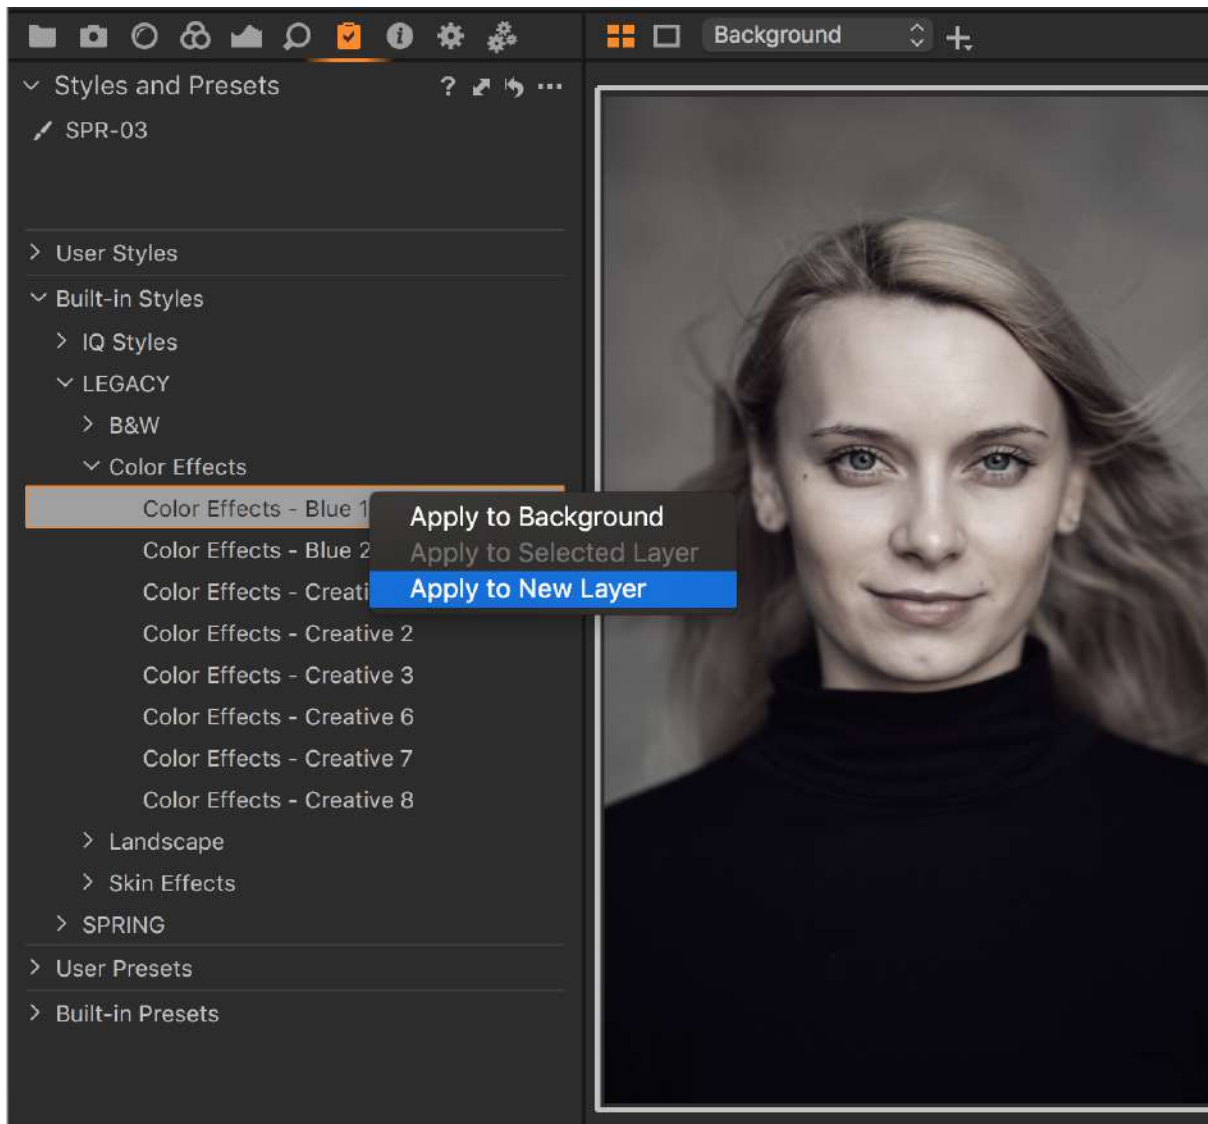 Background
Styles and Presets
?
SPR-03
User Styles
Built-in Styles
IQ Styles
LEGACY
B&W
Color Effects
Color Effects - Blue 1
Apply to Background
Color Effects - Blue 2
Apply to Selected Layer
Color Effects - Creati
Apply to New Layer
Color Effects - Creative 2
Color Effects - Creative 3
Color Effects - Creative 6
Color Effects - Creative 7
Color Effects - Creative 8
Landscape
Skin Effects
SPRING
User Presets
Built-in Presets